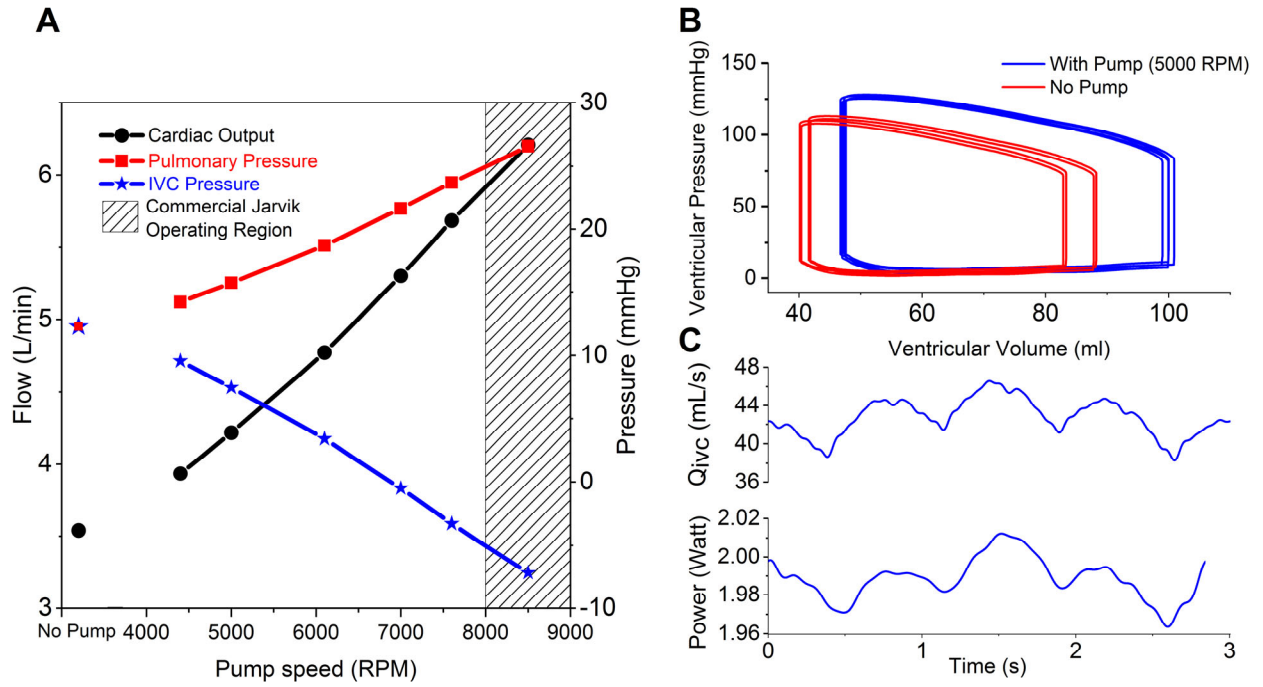 A
Cardiac Output
Pulmonary Pressure
IVC Pressure
Commercial Jarvik
Operating Region
Flow (L/min)
6
5
4
3
Pressure (mmHg)
30
20
10
0
-10
No Pump 4000 5000 6000 7000 8000 9000
Pump speed (RPM)
B
With Pump (5000 RPM)
No Pump
Ventricular Pressure (mmHg)
150
100
50
0
40 60 80 100
Ventricular Volume (ml)
C
Qivc (mL/s)
48
44
40
36
Power (Watt)
2.02
2.00
1.98
1.96
0 1 2 3
Time (s)